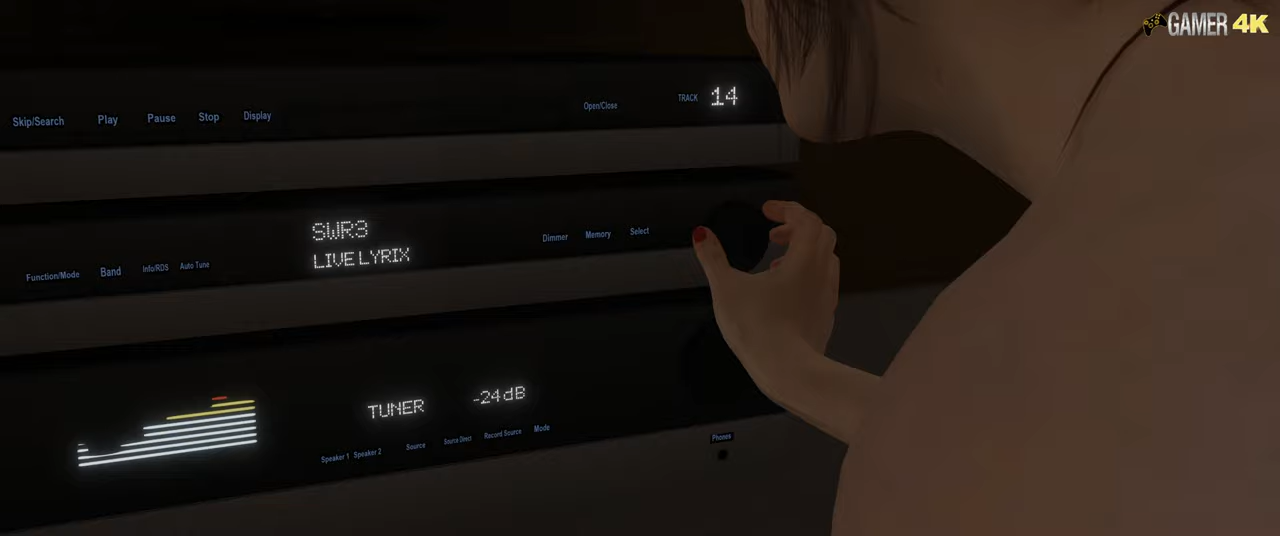 GAMER 4K
Skip/Search Play Pause Stop Display Open/Close TRACK 14
SWR3
LIVE LYRIX
Function/Mode Band Info/RDS Auto Tune Dimmer Memory Select
TUNER -24dB
Speaker 1 Speaker 2 Source Source Direct Record Source Mode
Phones